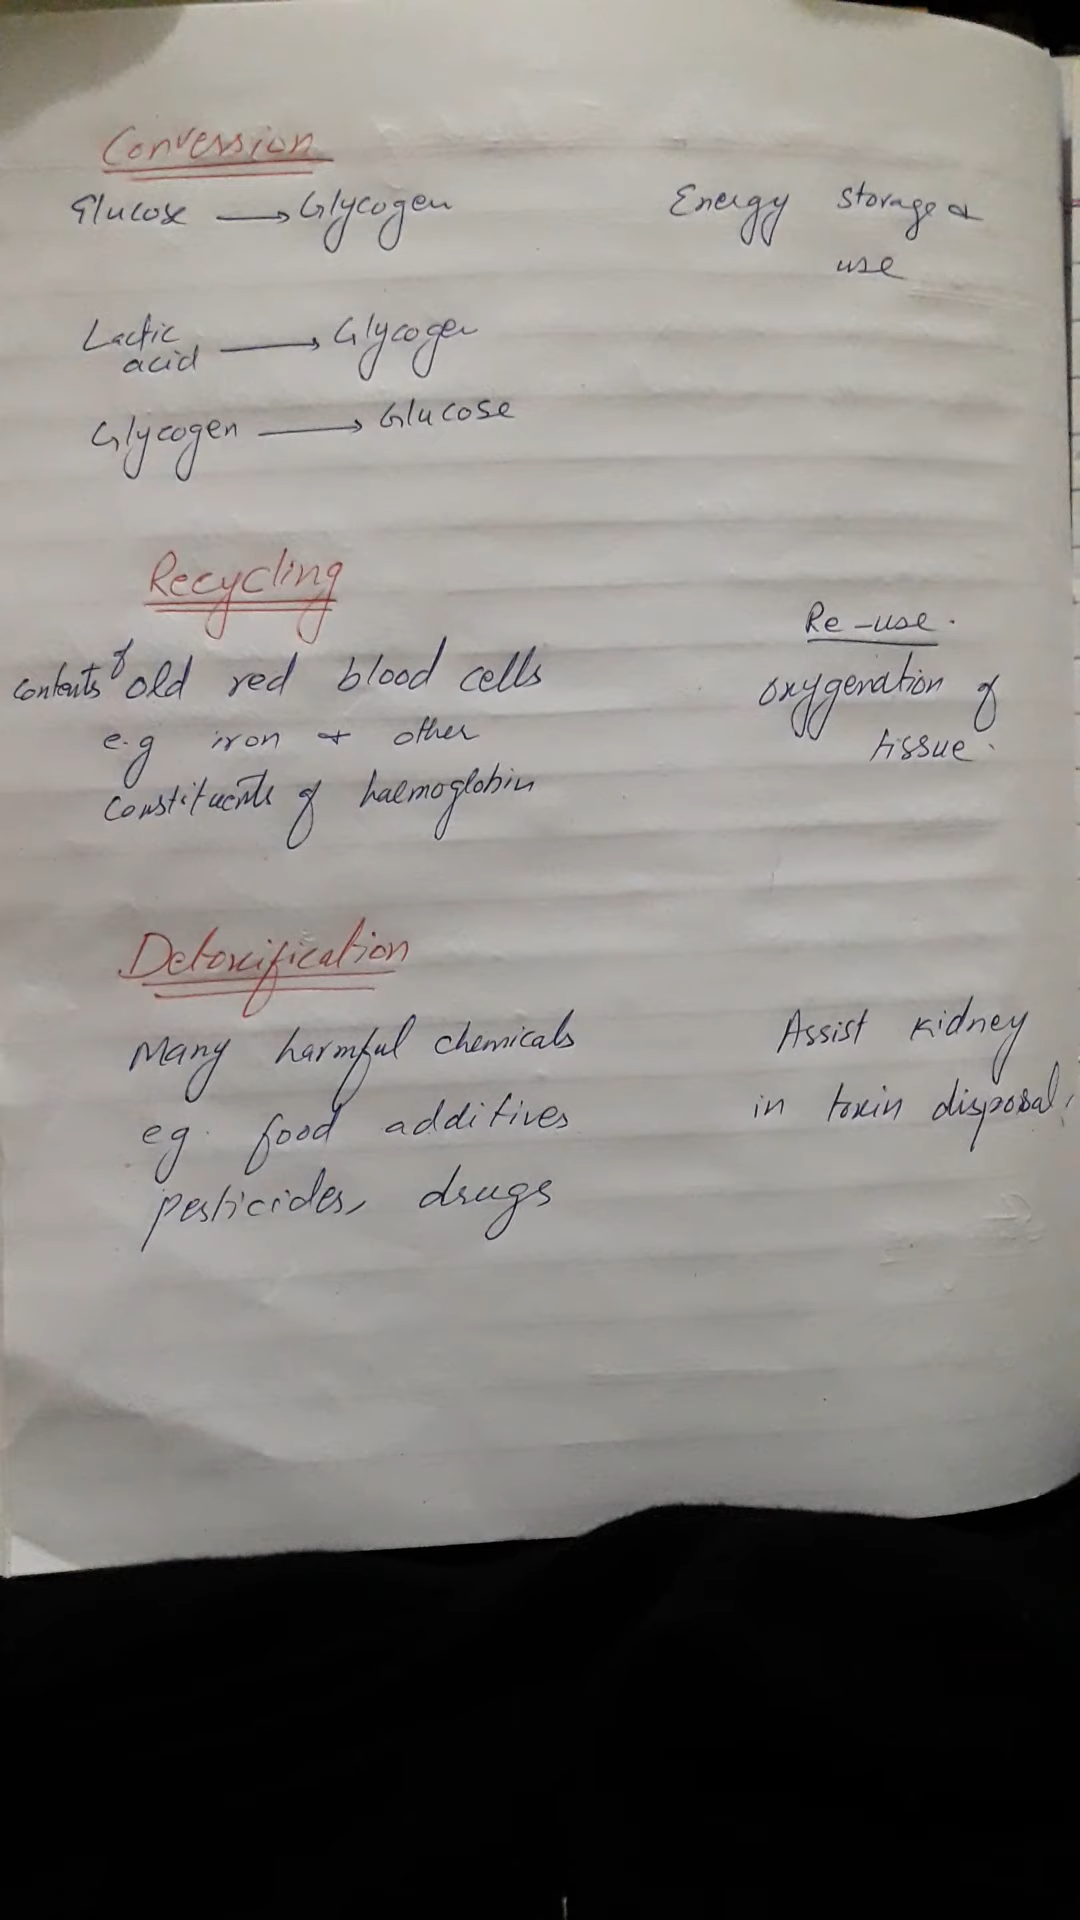 Conversion
Glucose → Glycogen Energy storage &
use
Lactic
acid → Glycogen
Glycogen → Glucose
Recycling
Re-use.
contents of old red blood cells oxygenation of
e.g iron & other tissue.
constituents of haemoglobin
Detoxification
Many harmful chemicals Assist kidney
eg. food additives in toxin disposal,
pesticides, drugs